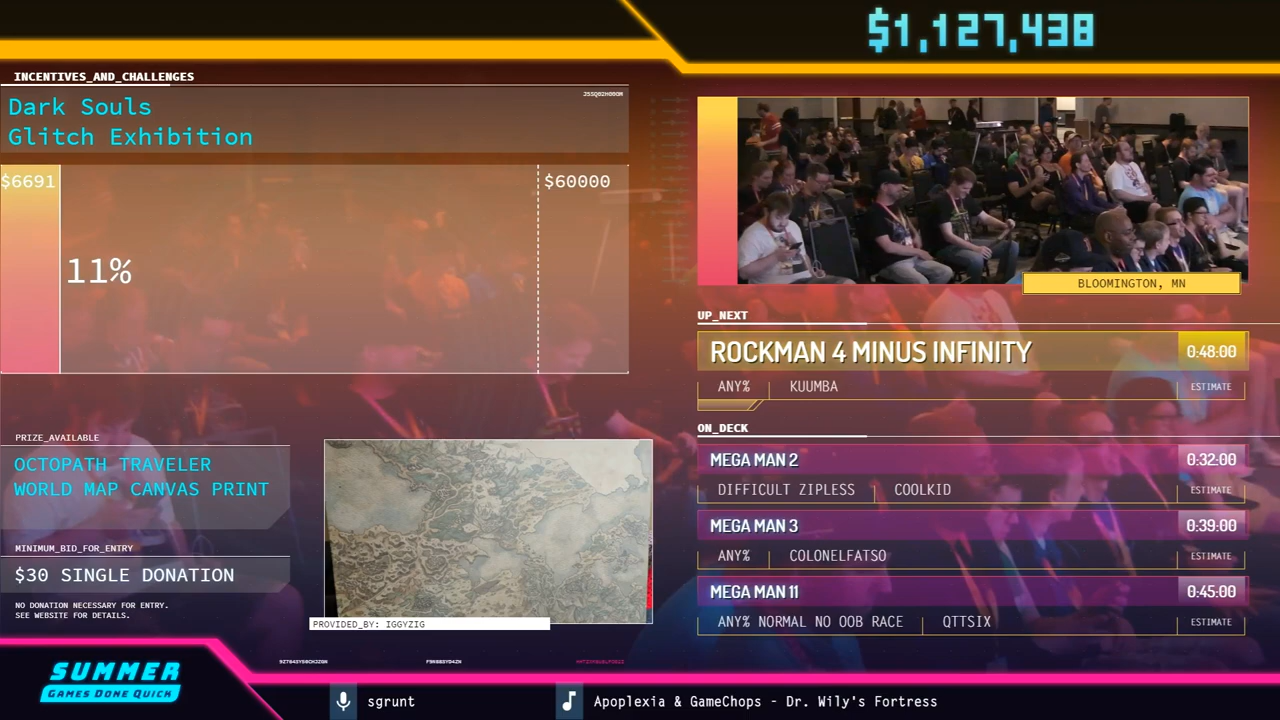 $1,127,438
INCENTIVES_AND_CHALLENGES
Dark Souls
Glitch Exhibition
$6691
$60000
11%
BLOOMINGTON, MN
UP_NEXT
ROCKMAN 4 MINUS INFINITY
0:48:00
ANY%
KUUMBA
ESTIMATE
ON_DECK
MEGA MAN 2
0:32:00
DIFFICULT ZIPLESS
COOLKID
ESTIMATE
MEGA MAN 3
0:39:00
ANY%
COLONELFATSO
ESTIMATE
MEGA MAN 11
0:45:00
ANY% NORMAL NO OOB RACE
QTTSIX
ESTIMATE
PRIZE_AVAILABLE
OCTOPATH TRAVELER
WORLD MAP CANVAS PRINT
MINIMUM_BID_FOR_ENTRY
$30 SINGLE DONATION
NO DONATION NECESSARY FOR ENTRY.
SEE WEBSITE FOR DETAILS.
PROVIDED_BY: IGGYZIG
SUMMER
GAMES DONE QUICK
sgrunt
Apoplexia & GameChops - Dr. Wily's Fortress